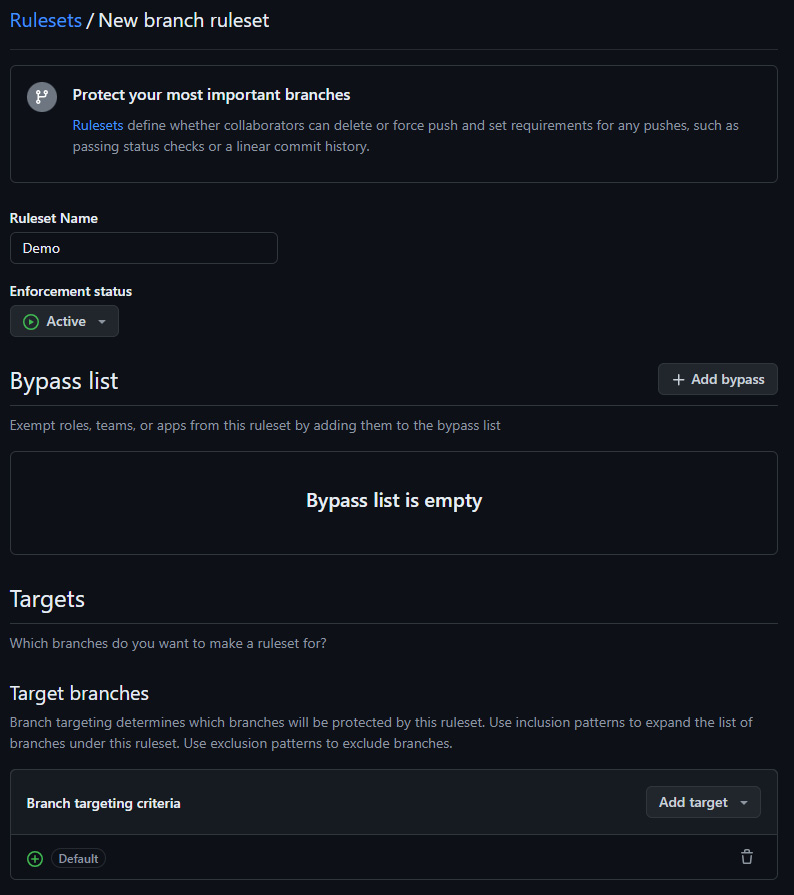 Rulesets / New branch ruleset
Protect your most important branches
Rulesets define whether collaborators can delete or force push and set requirements for any pushes, such as
passing status checks or a linear commit history.
Ruleset Name
Demo
Enforcement status
Active
Bypass list
Add bypass
Exempt roles, teams, or apps from this ruleset by adding them to the bypass list
Bypass list is empty
Targets
Which branches do you want to make a ruleset for?
Target branches
Branch targeting determines which branches will be protected by this ruleset. Use inclusion patterns to expand the list of
branches under this ruleset. Use exclusion patterns to exclude branches.
Branch targeting criteria
Add target
Default